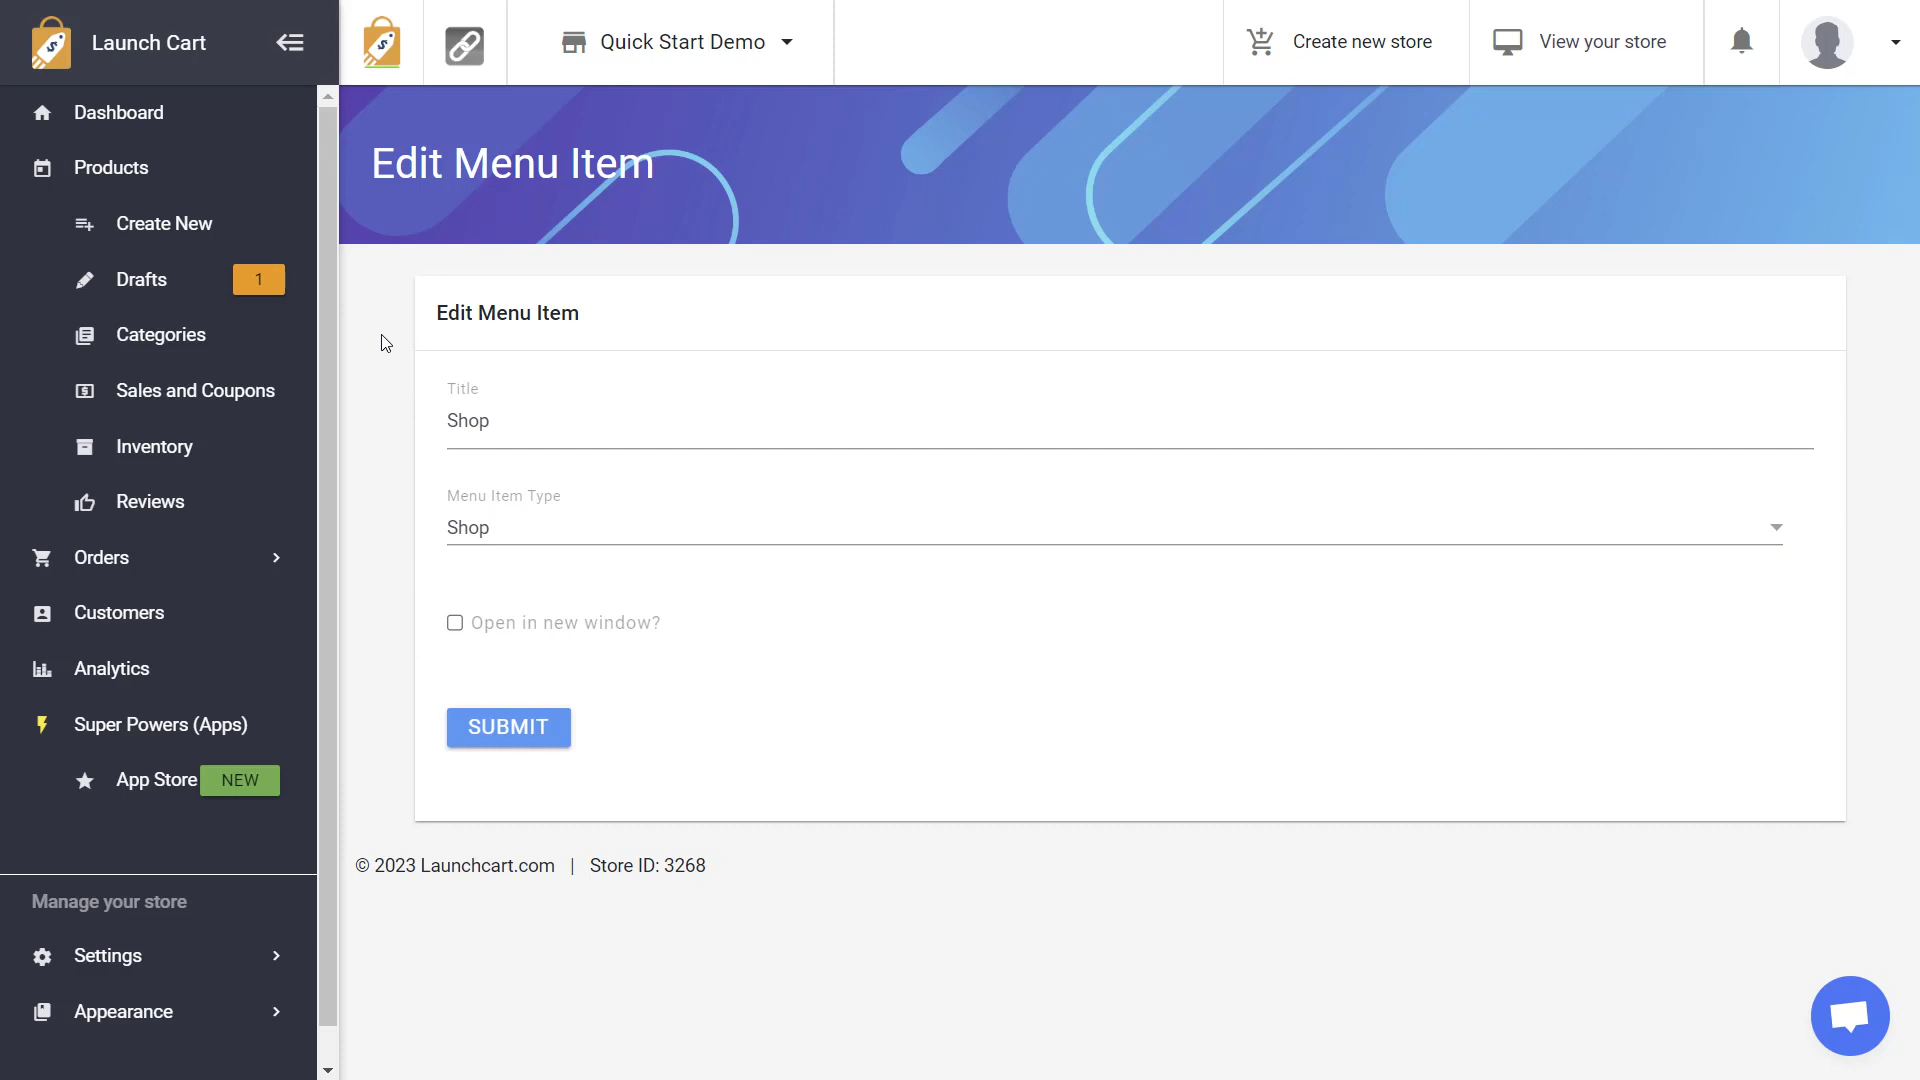 Launch Cart
Quick Start Demo
Create new store
View your store
Dashboard
Products
Create New
Drafts
1
Categories
Sales and Coupons
Inventory
Reviews
Orders
Customers
Analytics
Super Powers (Apps)
App Store
NEW
Manage your store
Settings
Appearance
Edit Menu Item
Edit Menu Item
Title
Shop
Menu Item Type
Shop
Open in new window?
SUBMIT
© 2023 Launchcart.com | Store ID: 3268